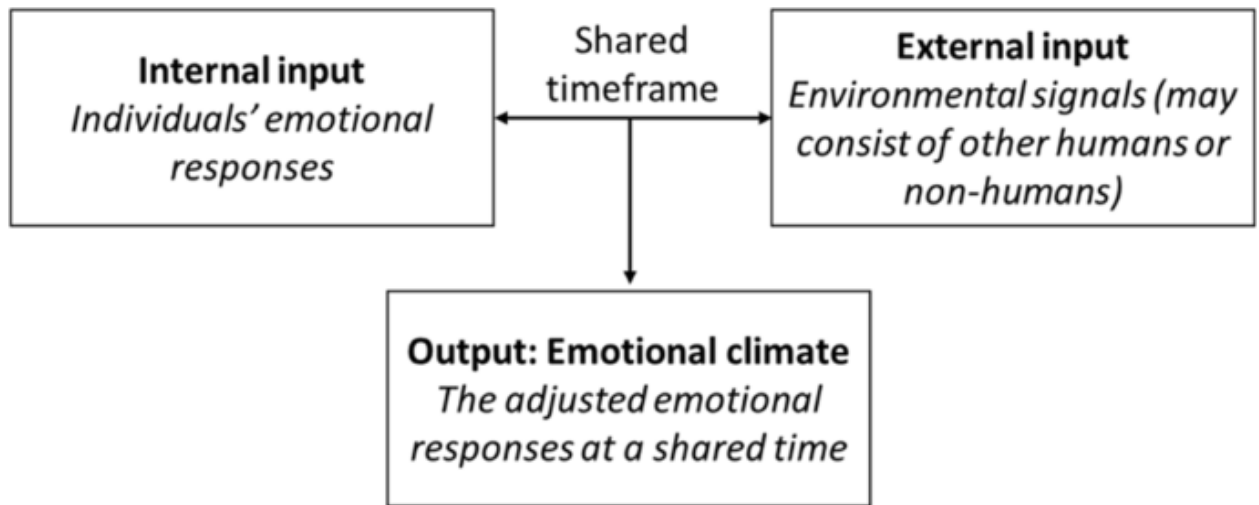 Internal input
Individuals’ emotional
responses
Shared
timeframe
External input
Environmental signals (may
consist of other humans or
non-humans)
Output: Emotional climate
The adjusted emotional
responses at a shared time